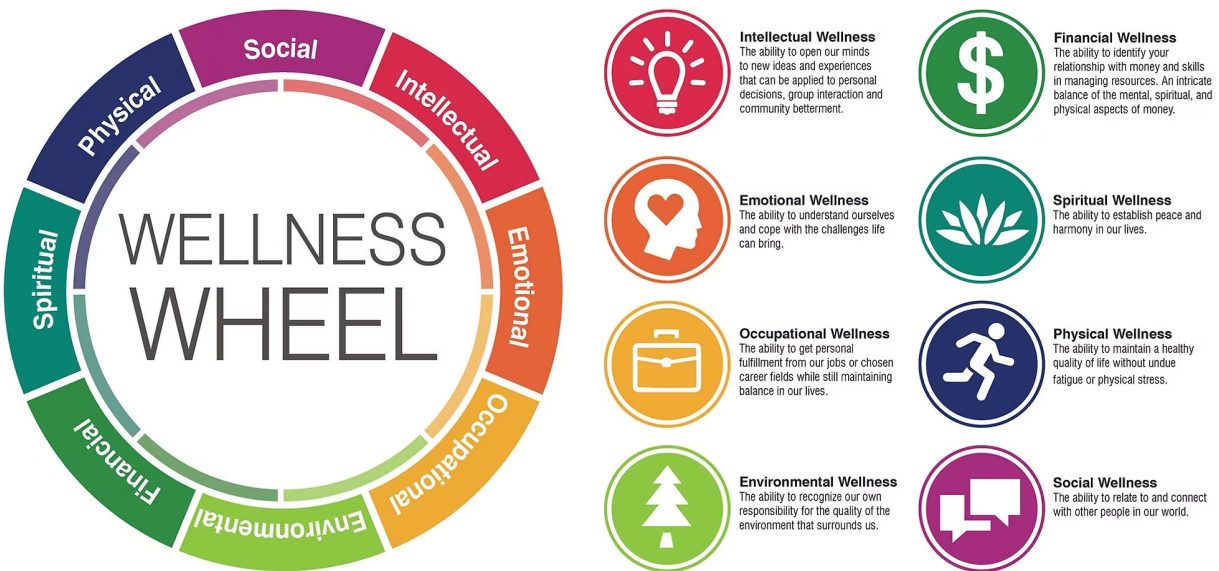 Social
Intellectual
Emotional
Occupational
Environmental
Financial
Spiritual
Physical
WELLNESS
WHEEL
Intellectual Wellness
The ability to open our minds
to new ideas and experiences
that can be applied to personal
decisions, group interaction and
community betterment.
Emotional Wellness
The ability to understand ourselves
and cope with the challenges life
can bring.
Occupational Wellness
The ability to get personal
fulfillment from our jobs or chosen
career fields while still maintaining
balance in our lives.
Environmental Wellness
The ability to recognize our own
responsibility for the quality of the
environment that surrounds us.
$
Financial Wellness
The ability to identify your
relationship with money and skills
in managing resources. An intricate
balance of the mental, spiritual, and
physical aspects of money.
Spiritual Wellness
The ability to establish peace and
harmony in our lives.
Physical Wellness
The ability to maintain a healthy
quality of life without undue
fatigue or physical stress.
Social Wellness
The ability to relate to and connect
with other people in our world.